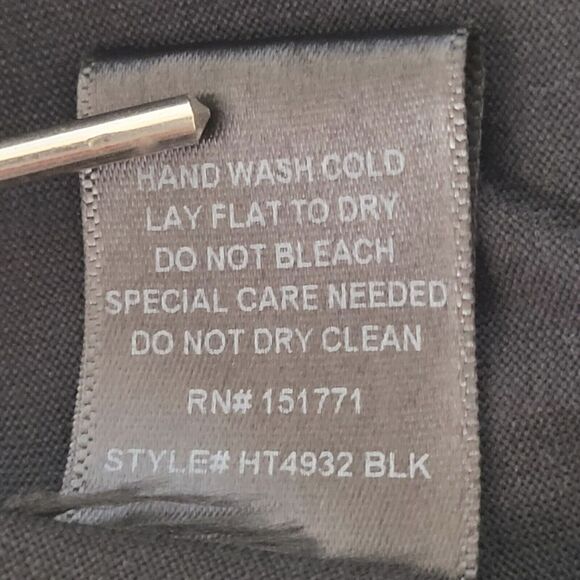 HAND WASH COLD
LAY FLAT TO DRY
DO NOT BLEACH
SPECIAL CARE NEEDED
DO NOT DRY CLEAN
RN# 151771
STYLE# HT4932 BLK